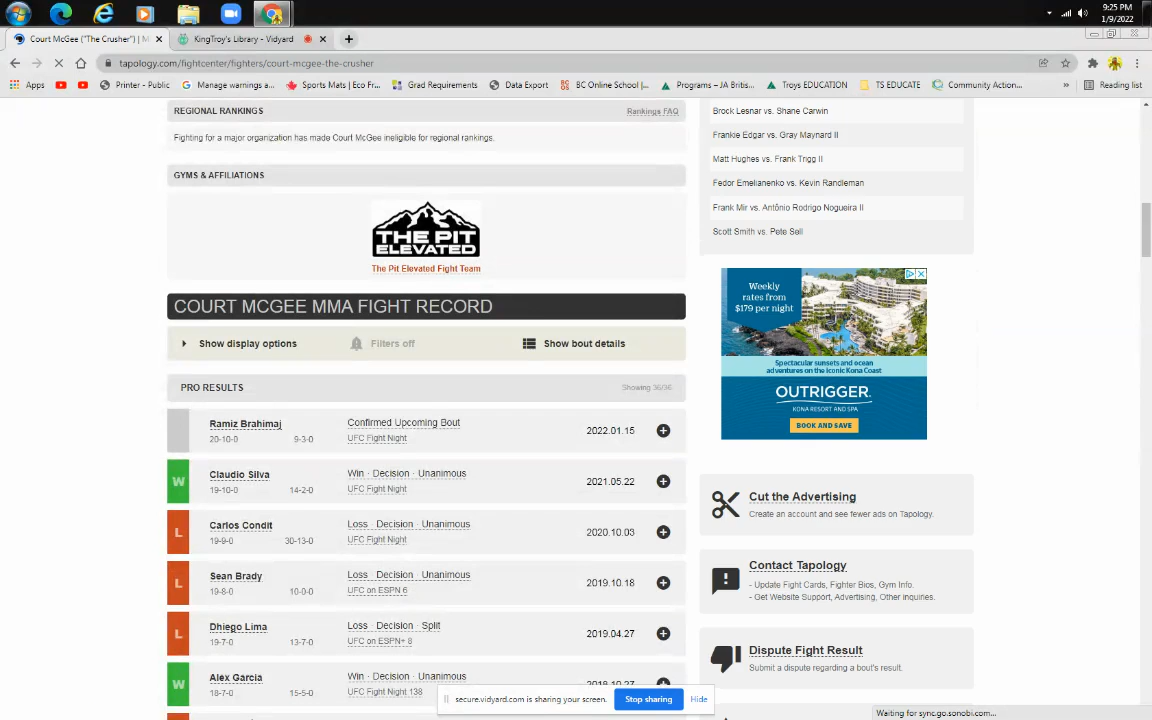 9:25 PM
1/9/2022
Court McGee ("The Crusher") | M
KingTroy's Library - Vidyard
tapology.com/fightcenter/fighters/court-mcgee-the-crusher
Apps
Printer - Public
Manage warnings a...
Sports Mats | Eco Fr...
Grad Requirements
Data Export
BC Online School |...
Programs – JA Britis...
Troys EDUCATION
TS EDUCATE
Community Action...
»
Reading list
REGIONAL RANKINGS
Rankings FAQ
Fighting for a major organization has made Court McGee ineligible for regional rankings.
GYMS & AFFILIATIONS
THE PIT
ELEVATED
The Pit Elevated Fight Team
COURT MCGEE MMA FIGHT RECORD
Show display options
Filters off
Show bout details
PRO RESULTS
Showing 36/36
Ramiz Brahimaj
Confirmed Upcoming Bout
20-10-0
9-3-0
UFC Fight Night
2022.01.15
W
Claudio Silva
Win · Decision · Unanimous
19-10-0
14-2-0
UFC Fight Night
2021.05.22
L
Carlos Condit
Loss · Decision · Unanimous
19-9-0
30-13-0
UFC Fight Night
2020.10.03
L
Sean Brady
Loss · Decision · Unanimous
19-8-0
10-0-0
UFC on ESPN 6
2019.10.18
L
Dhiego Lima
Loss · Decision · Split
19-7-0
13-7-0
UFC on ESPN+ 8
2019.04.27
W
Alex Garcia
Win · Decision · Unanimous
18-7-0
15-5-0
UFC Fight Night 138
2018.10.27
Brock Lesnar vs. Shane Carwin
Frankie Edgar vs. Gray Maynard II
Matt Hughes vs. Frank Trigg II
Fedor Emelianenko vs. Kevin Randleman
Frank Mir vs. Antônio Rodrigo Nogueira II
Scott Smith vs. Pete Sell
Weekly
rates from
$179 per night
Spectacular sunsets and ocean
adventures on the iconic Kona Coast
OUTRIGGER.
KONA RESORT AND SPA
BOOK AND SAVE
Cut the Advertising
Create an account and see fewer ads on Tapology.
Contact Tapology
- Update Fight Cards, Fighter Bios, Gym Info.
- Get Website Support, Advertising, Other inquiries.
Dispute Fight Result
Submit a dispute regarding a bout's result.
secure.vidyard.com is sharing your screen.
Stop sharing
Hide
Waiting for sync.go.sonobi.com...